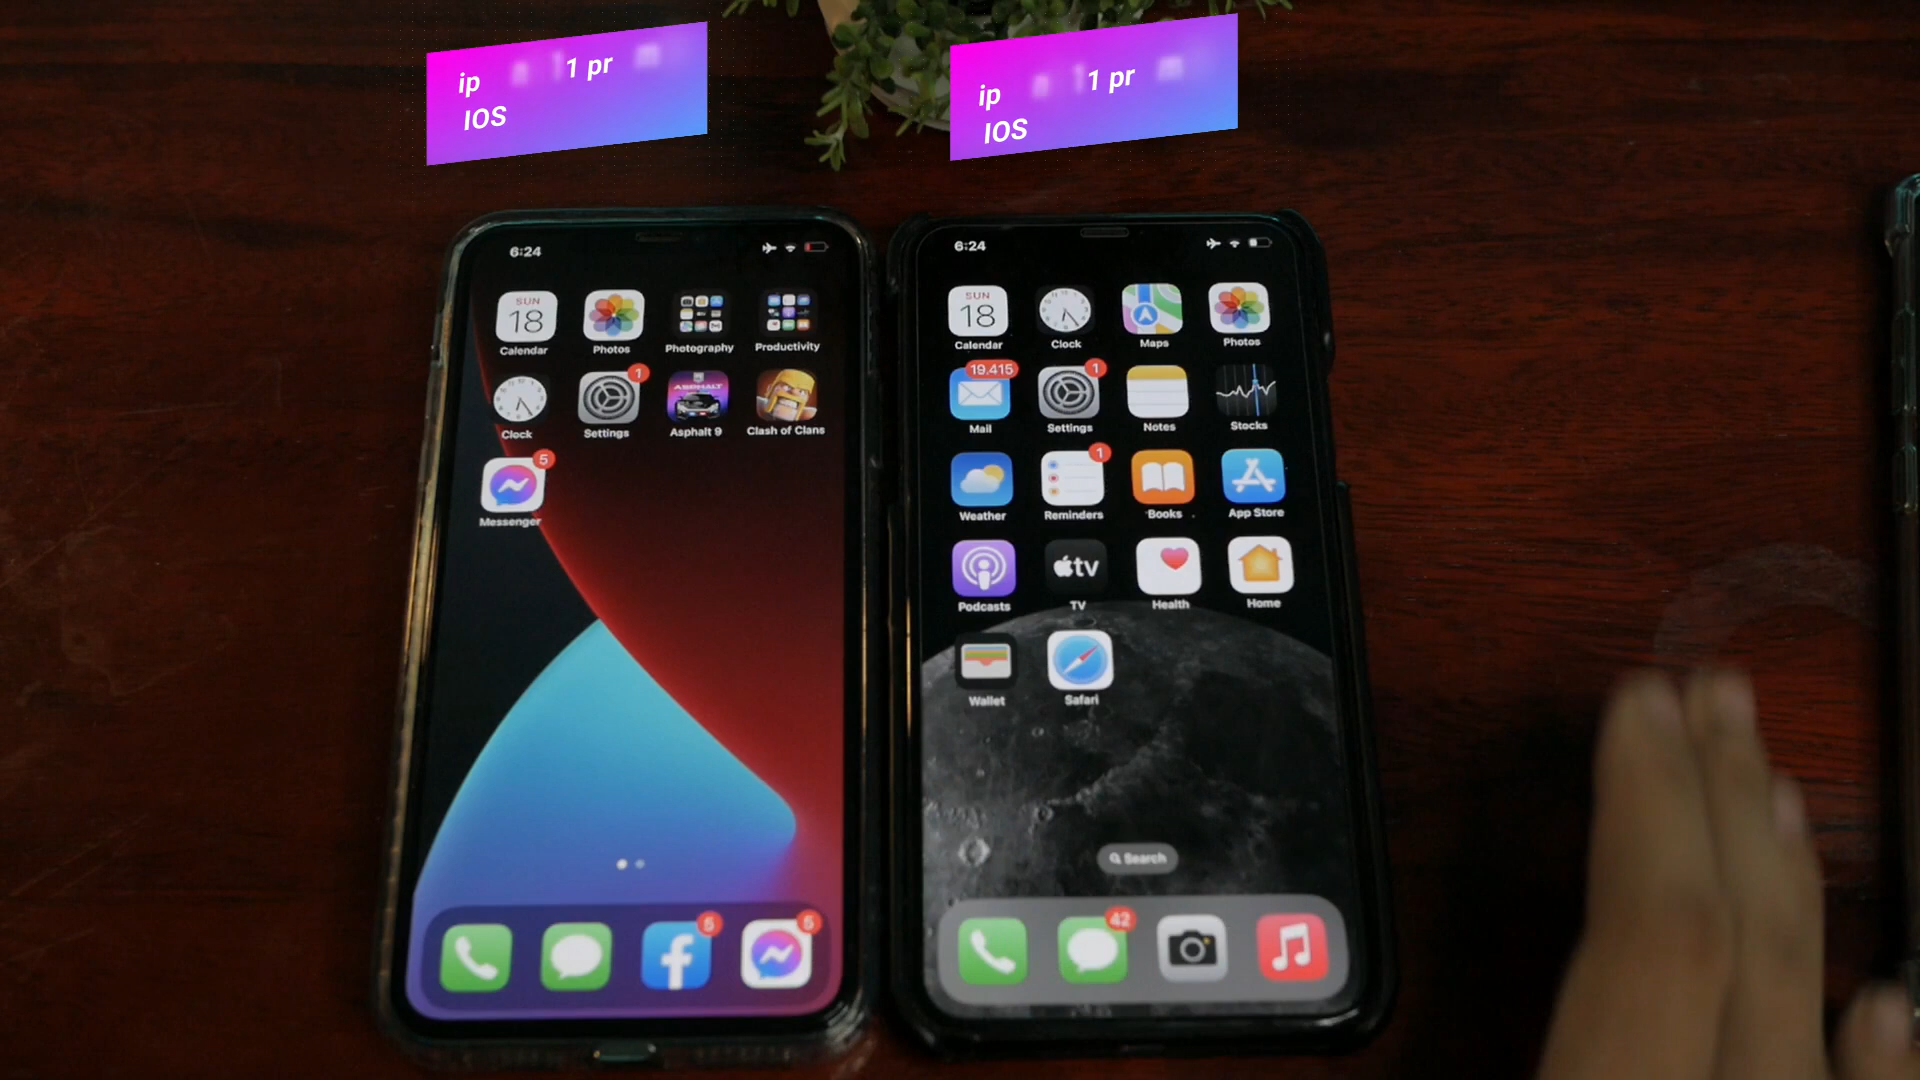 ip 1 pr
IOS
ip 1 pr
IOS
6:24
SUN
18
Calendar
Photos
Photography
Productivity
1
ASPHALT
Clock
Settings
Asphalt 9
Clash of Clans
5
Messenger
5
5
6:24
SUN
18
Calendar
Clock
Maps
Photos
19,415
1
Mail
Settings
Notes
Stocks
1
Weather
Reminders
Books
App Store
tv
Podcasts
TV
Health
Home
Wallet
Safari
Search
42